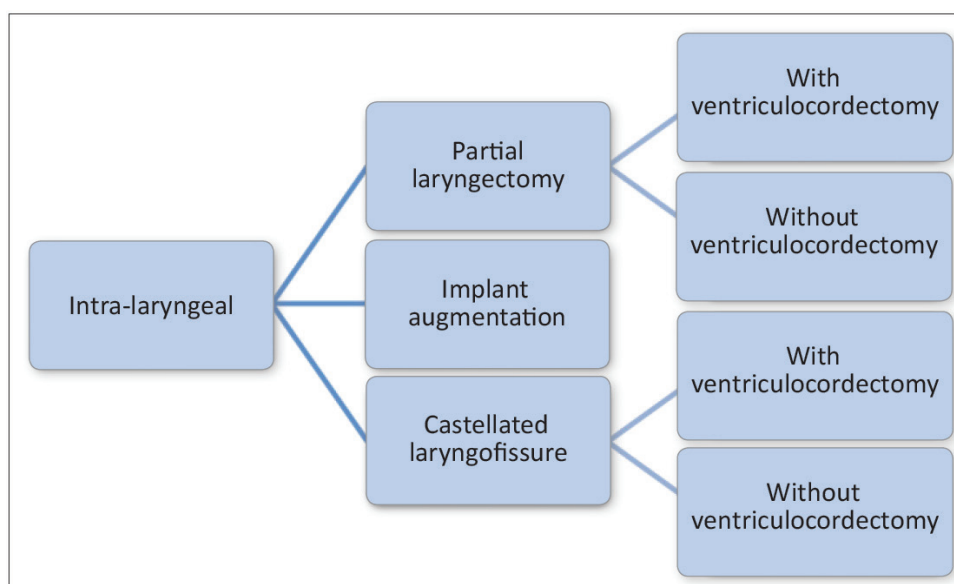 Intra-laryngeal
Partial
laryngectomy
With
ventriculocordectomy
Without
ventriculocordectomy
Implant
augmentation
Castellated
laryngofissure
With
ventriculocordectomy
Without
ventriculocordectomy